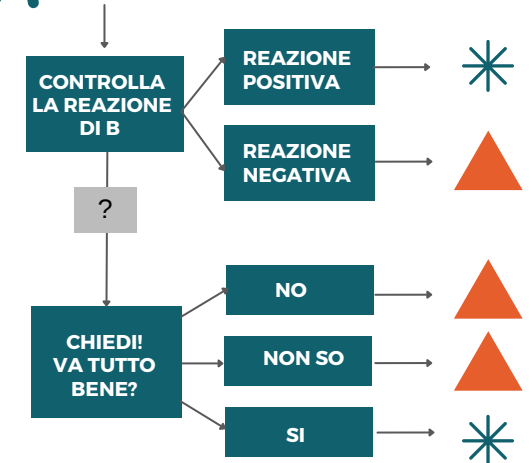 CONTROLLA
LA REAZIONE
DI B
REAZIONE
POSITIVA
REAZIONE
NEGATIVA
?
CHIEDI!
VA TUTTO
BENE?
NO
NON SO
SI